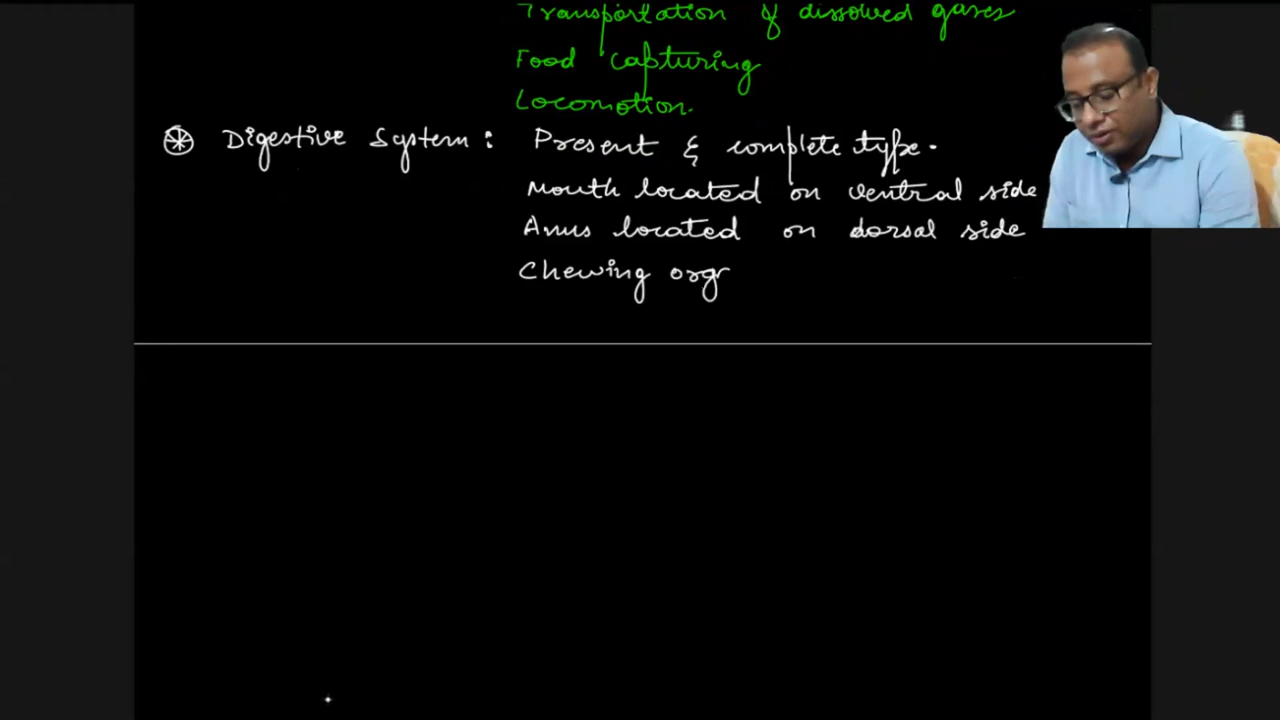 Transportation of dissolved gases
Food capturing
Locomotion.
Digestive System: Present & complete type.
Mouth located on ventral side
Anus located on dorsal side
Chewing orgr